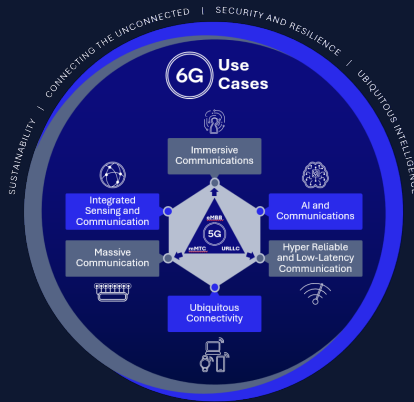 SUSTAINABILITY | CONNECTING THE UNCONNECTED | SECURITY AND RESILIENCE | UBIQUITOUS INTELLIGENCE
6G Use
Cases
Immersive
Communications
Integrated
Sensing and
Communication
AI and
Communications
eMBB
5G
mMTC URLLC
Massive
Communication
Hyper Reliable
and Low-Latency
Communication
Ubiquitous
Connectivity